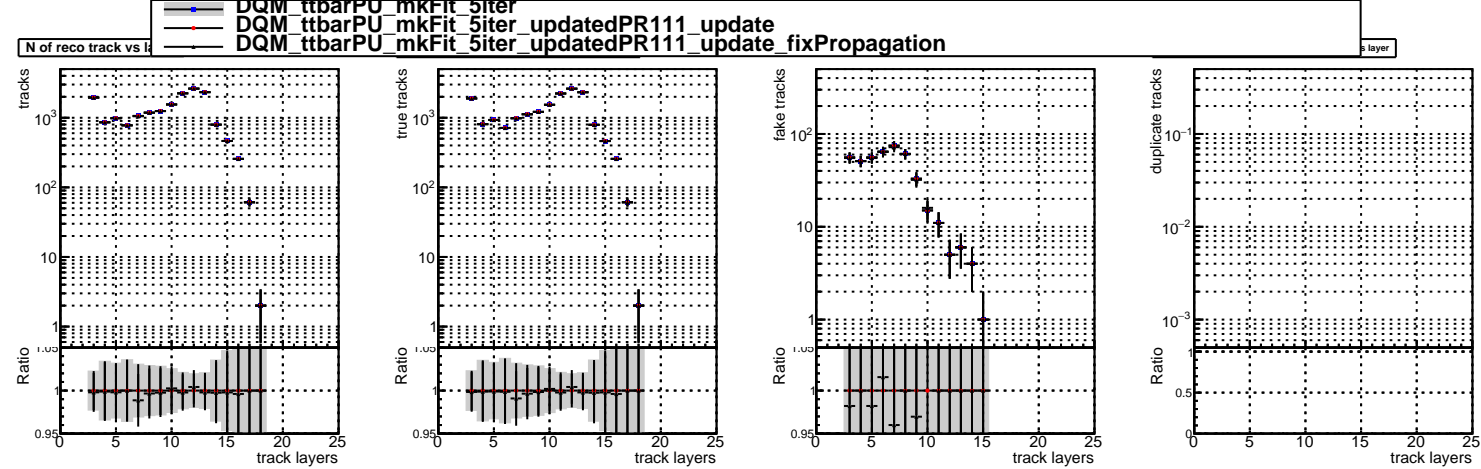 DQM_ttbarPU_mkFit_5iter
DQM_ttbarPU_mkFit_5iter_updatedPR111_update
DQM_ttbarPU_mkFit_5iter_updatedPR111_update_fixPropagation
N of reco track vs
s layer
tracks
10³
10²
10
1
Ratio
1.05
1
0.95
0 5 10 15 20 25
track layers
true tracks
10³
10²
10
1
Ratio
1.05
1
0.95
0 5 10 15 20 25
track layers
fake tracks
10²
10
1
Ratio
1.05
1
0.95
0 5 10 15 20 25
track layers
duplicate tracks
10⁻¹
10⁻²
10⁻³
Ratio
1
0.5
0
0 5 10 15 20 25
track layers